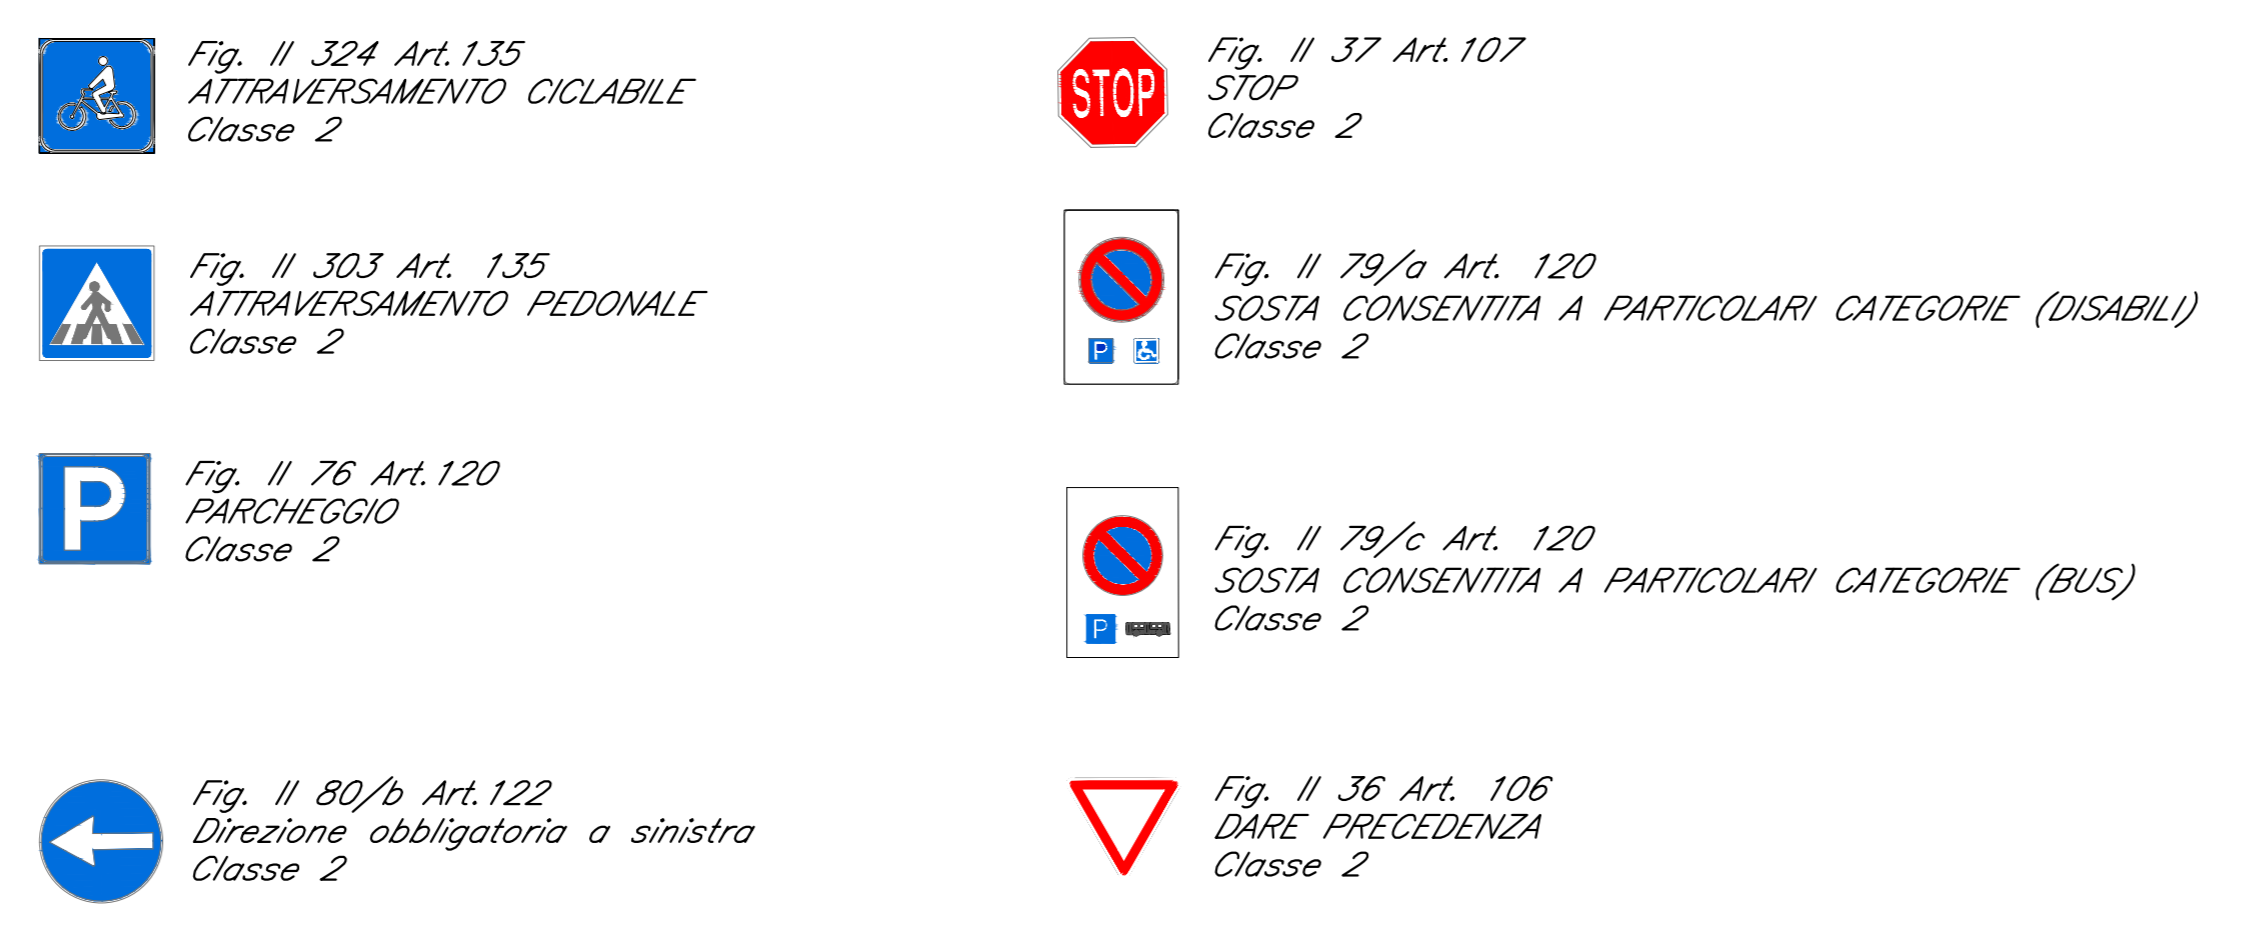 Fig. II 324 Art.135
ATTRAVERSAMENTO CICLABILE
Classe 2
Fig. II 303 Art. 135
ATTRAVERSAMENTO PEDONALE
Classe 2
P
Fig. II 76 Art.120
PARCHEGGIO
Classe 2
Fig. II 80/b Art.122
Direzione obbligatoria a sinistra
Classe 2
STOP
Fig. II 37 Art.107
STOP
Classe 2
Fig. II 79/a Art. 120
SOSTA CONSENTITA A PARTICOLARI CATEGORIE (DISABILI)
Classe 2
P
Fig. II 79/c Art. 120
SOSTA CONSENTITA A PARTICOLARI CATEGORIE (BUS)
Classe 2
P
Fig. II 36 Art. 106
DARE PRECEDENZA
Classe 2